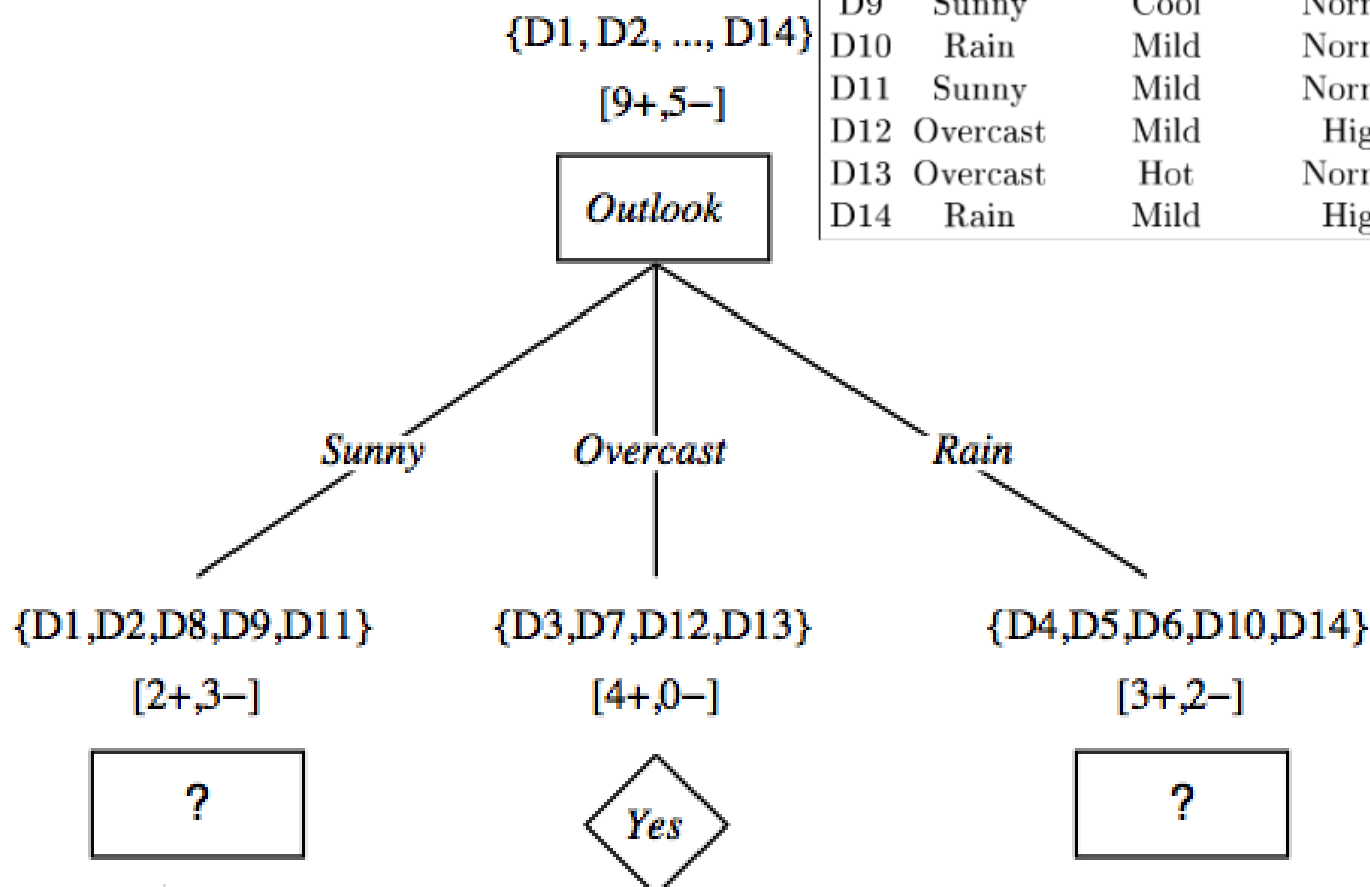 {D1, D2, ..., D14}
[9+,5−]
D9 Sunny Cool
D10 Rain Mild
D11 Sunny Mild
D12 Overcast Mild
D13 Overcast Hot
D14 Rain Mild
Outlook
Sunny Overcast Rain
{D1,D2,D8,D9,D11} {D3,D7,D12,D13} {D4,D5,D6,D10,D14}
[2+,3−] [4+,0−] [3+,2−]
? Yes ?